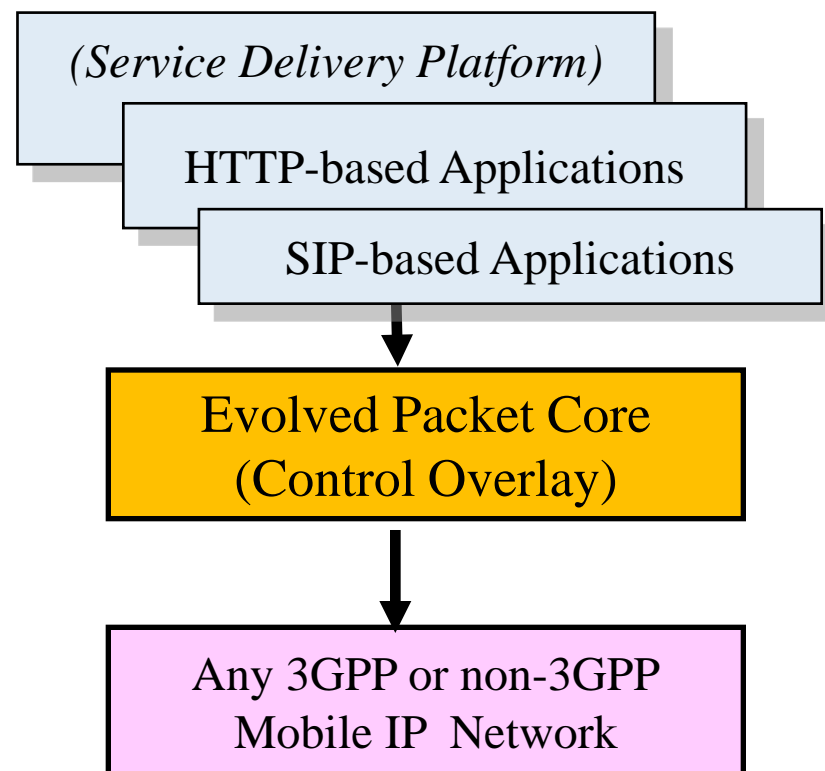 (Service Delivery Platform)
HTTP-based Applications
SIP-based Applications
Evolved Packet Core
(Control Overlay)
Any 3GPP or non-3GPP
Mobile IP Network